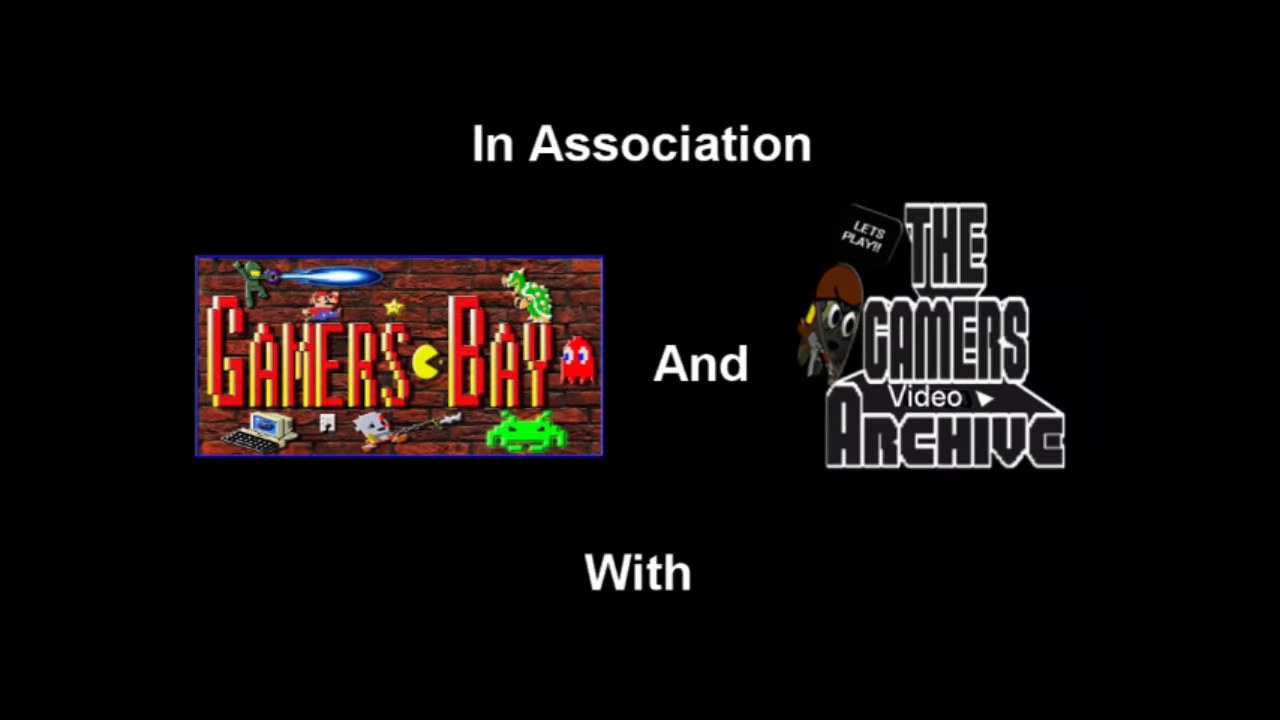 In Association
LETS
PLAY!!
THE
GAMERS
Video
ARCHIVE
GAMERS BAY
And
With